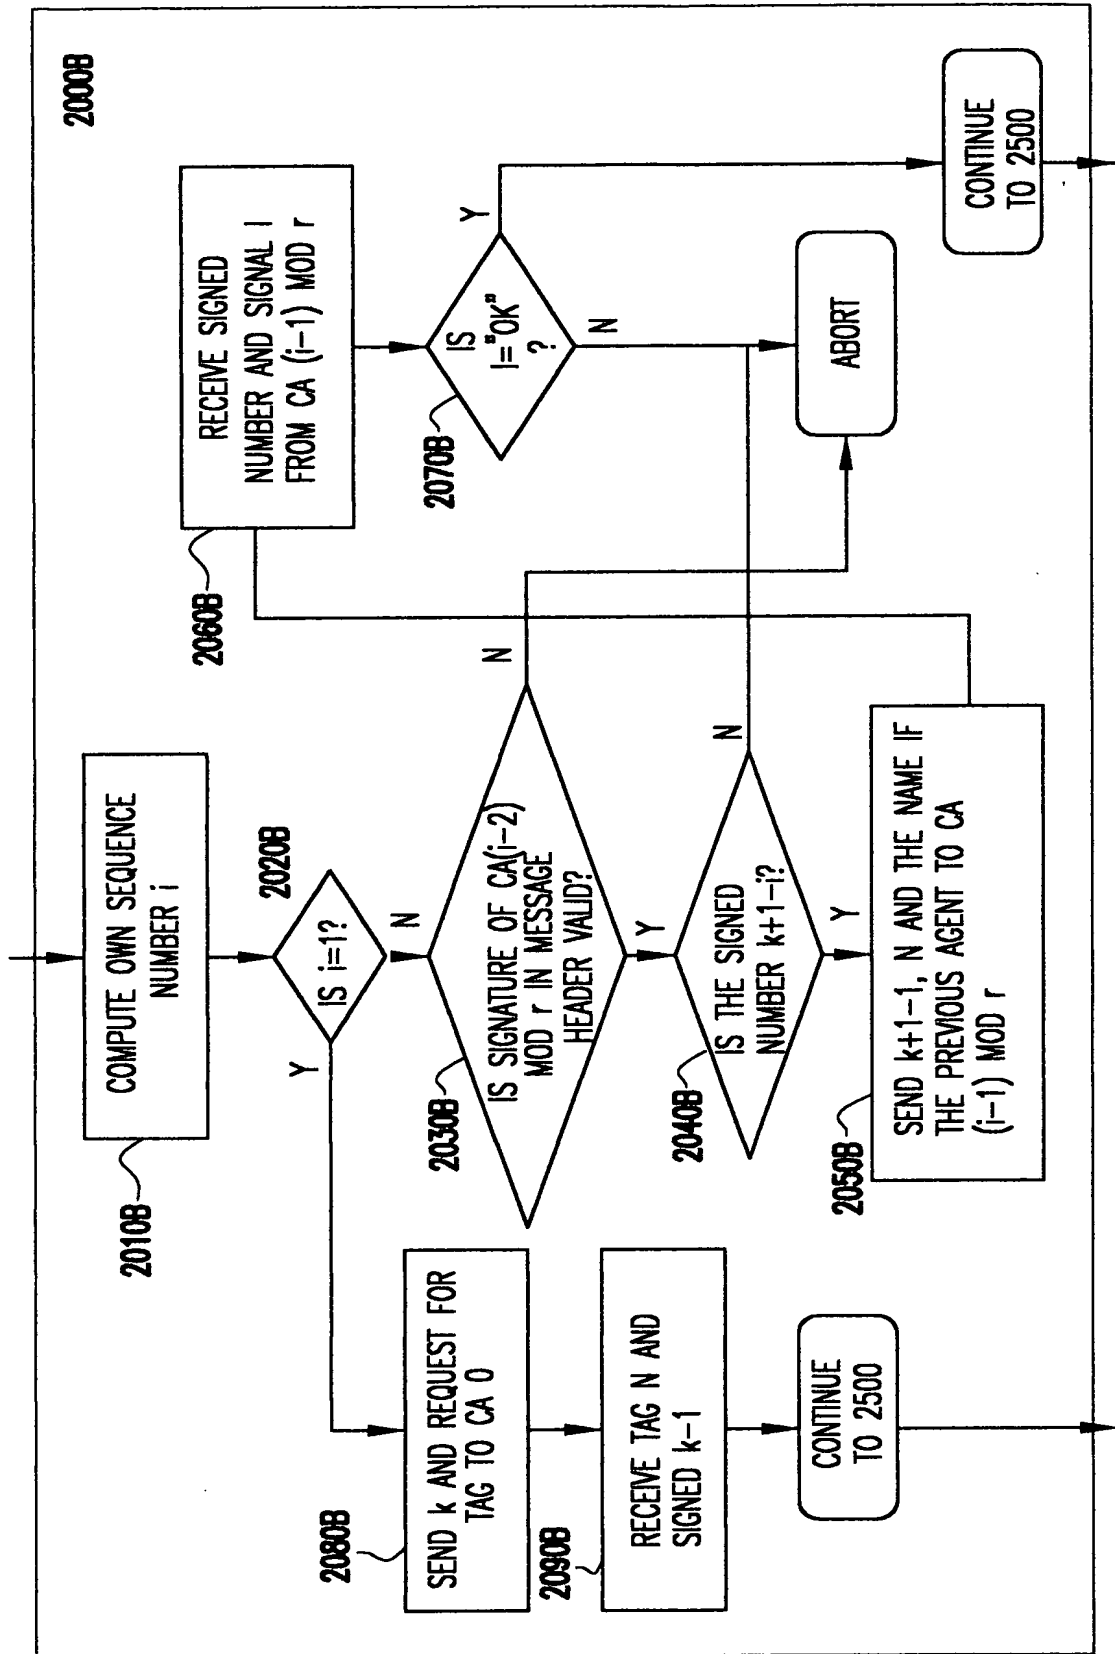 2000B
COMPUTE OWN SEQUENCE
NUMBER i
2010B
IS i=1?
2020B
Y
N
IS SIGNATURE OF CA(i-2)
MOD r IN MESSAGE
HEADER VALID?
2030B
N
Y
IS THE SIGNED
NUMBER k+1-i?
2040B
N
Y
SEND k+1-1, N AND THE NAME IF
THE PREVIOUS AGENT TO CA
(i-1) MOD r
2050B
RECEIVE SIGNED
NUMBER AND SIGNAL I
FROM CA (i-1) MOD r
2060B
IS
I="OK"
?
2070B
Y
N
ABORT
CONTINUE
TO 2500
SEND k AND REQUEST FOR
TAG TO CA 0
2080B
RECEIVE TAG N AND
SIGNED k-1
2090B
CONTINUE
TO 2500